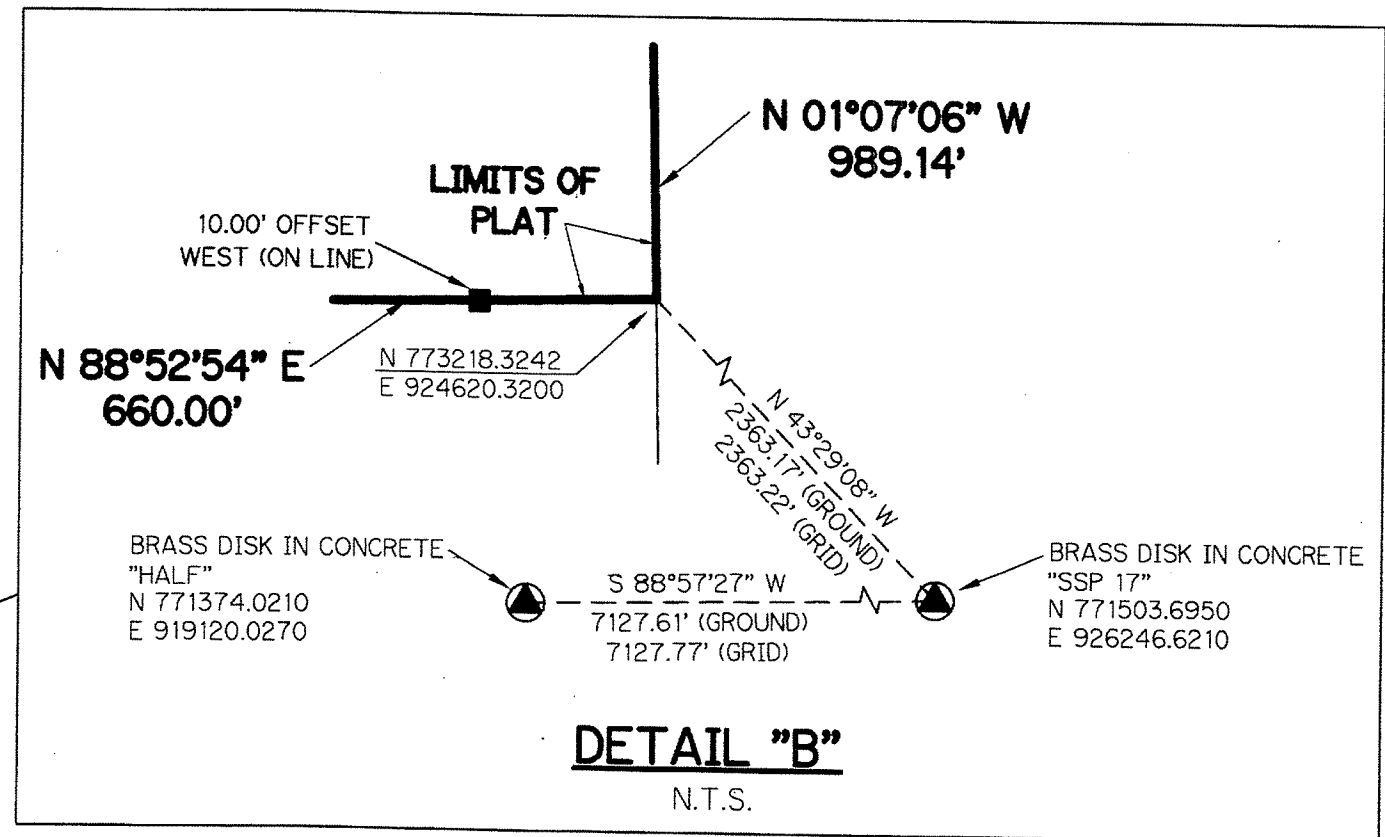 N 01°07'06" W
989.14'
LIMITS OF
PLAT
10.00' OFFSET
WEST (ON LINE)
N 88°52'54" E
660.00'
N 773218.3242
E 924620.3200
N 43°29'08" W
2363.17' (GROUND)
2363.22' (GRID)
BRASS DISK IN CONCRETE
"HALF"
N 771374.0210
E 919120.0270
S 88°57'27" W
7127.61' (GROUND)
7127.77' (GRID)
BRASS DISK IN CONCRETE
"SSP 17"
N 771503.6950
E 926246.6210
DETAIL "B"
N.T.S.